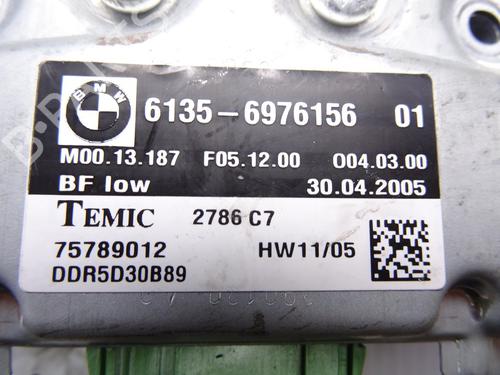 BMW
6135-6976156 01
M00.13.187 F05.12.00 O04.03.00
BF low 30.04.2005
TEMIC 2786 C7
75789012 HW11/05
DDR5D30B89